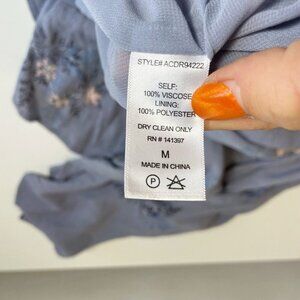 STYLE# ACDR94222
SELF:
100% VISCOSE
LINING:
100% POLYESTER
DRY CLEAN ONLY
RN # 141397
M
MADE IN CHINA
P